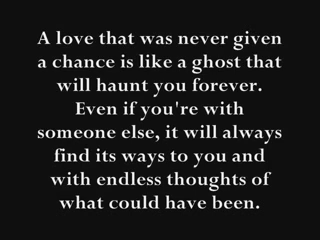 A love that was never given
a chance is like a ghost that
will haunt you forever.
Even if you're with
someone else, it will always
find its ways to you and
with endless thoughts of
what could have been.